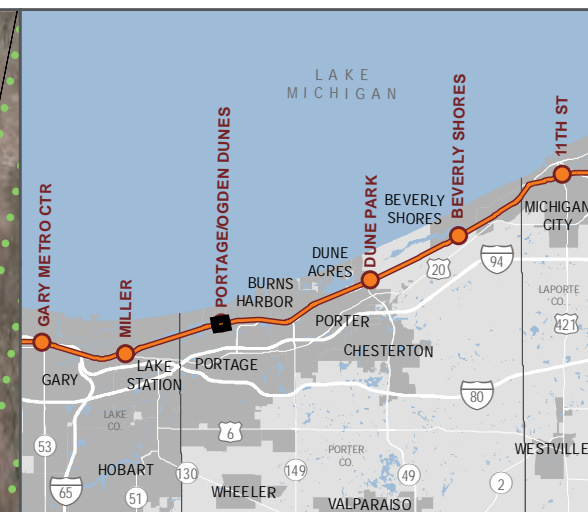 LAKE
MICHIGAN
GARY METRO CTR
MILLER
PORTAGE/OGDEN DUNES
DUNE PARK
BEVERLY SHORES
11TH ST
BEVERLY
SHORES
MICHIGAN
CITY
DUNE
ACRES
BURNS
HARBOR
20
94
LAPORTE
CO.
421
PORTER
CHESTERTON
PORTAGE
LAKE
STATION
GARY
80
LAKE
CO.
6
53
PORTER
CO.
WESTVILLE
HOBART
130
149
49
2
65
51
WHEELER
VALPARAISO